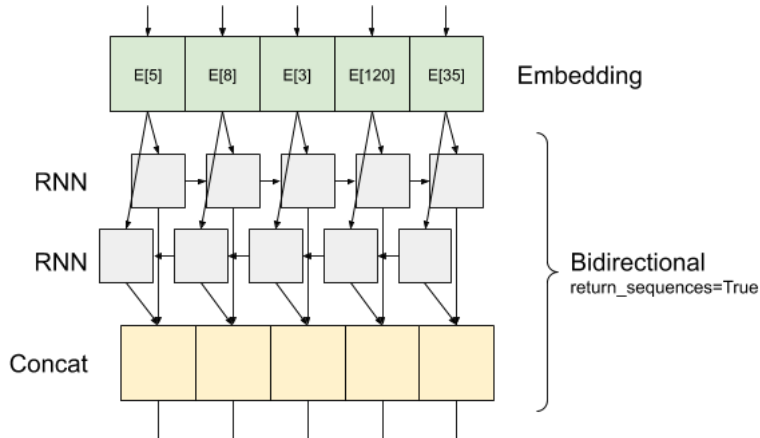 E[5] E[8] E[3] E[120] E[35]
Embedding
RNN
RNN
Bidirectional
return_sequences=True
Concat